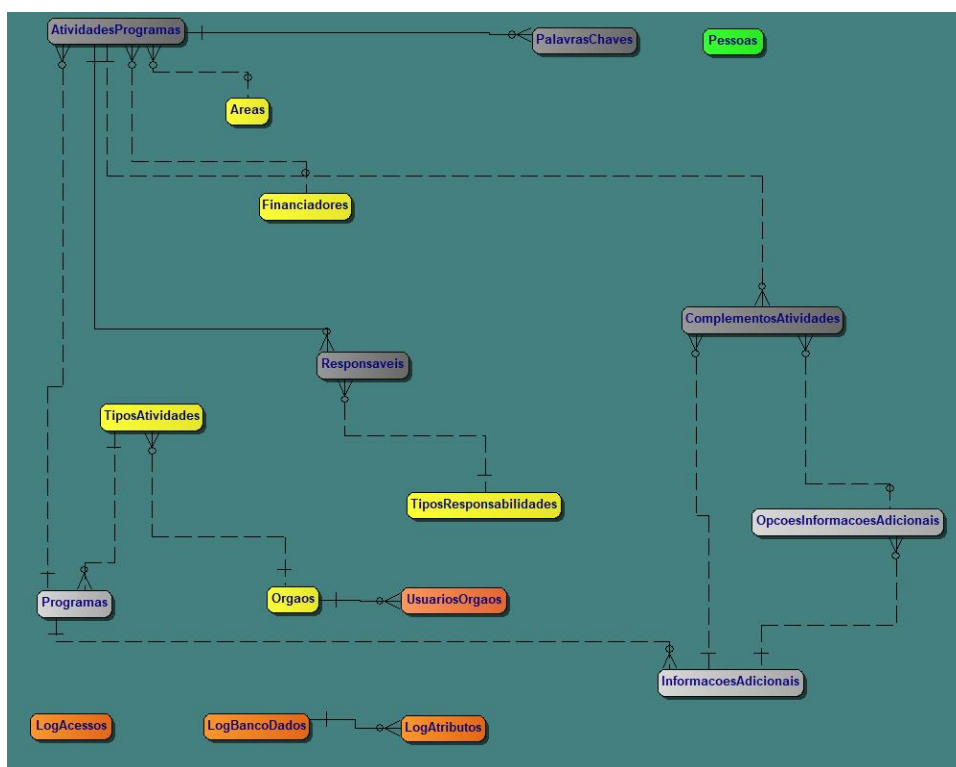 AtividadesProgramas
PalavrasChaves
Pessoas
Areas
Financiadores
ComplementosAtividades
Responsaveis
TiposAtividades
TiposResponsabilidades
OpcoesInformacoesAdicionais
Programas
Orgaos
UsuariosOrgaos
InformacoesAdicionais
LogAcessos
LogBancoDados
LogAtributos